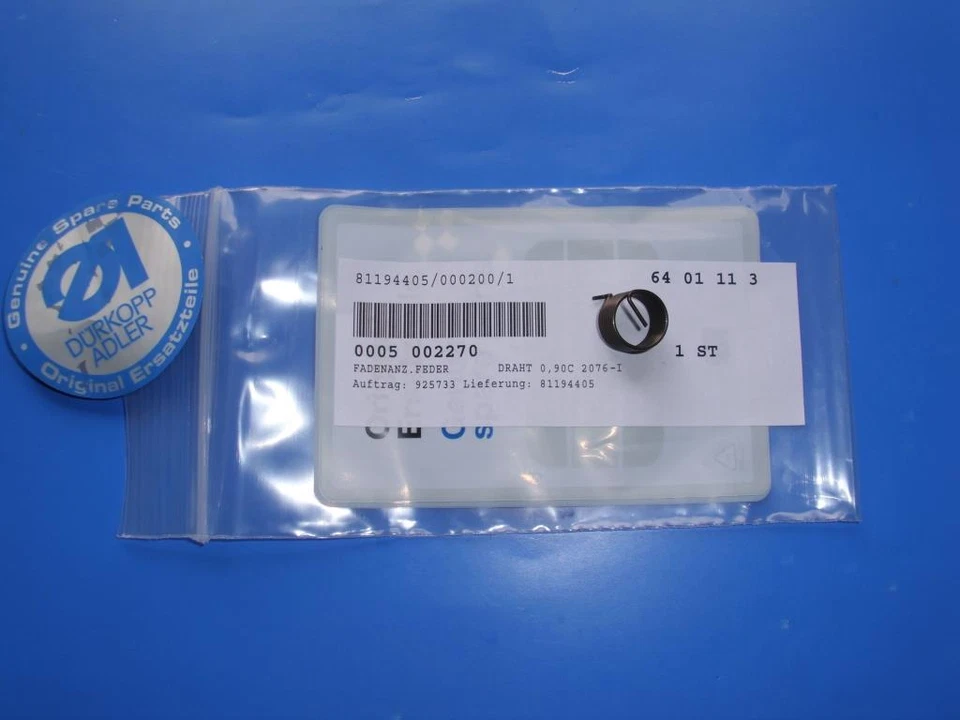 Genuine Spare Parts
DÜRKOPP
ADLER
Original Ersatzteile
81194405/000200/1 64 01 11 3
0005 002270 1 ST
FADENANZ.FEDER DRAHT 0,90C 2076-I
Auftrag: 925733 Lieferung: 81194405